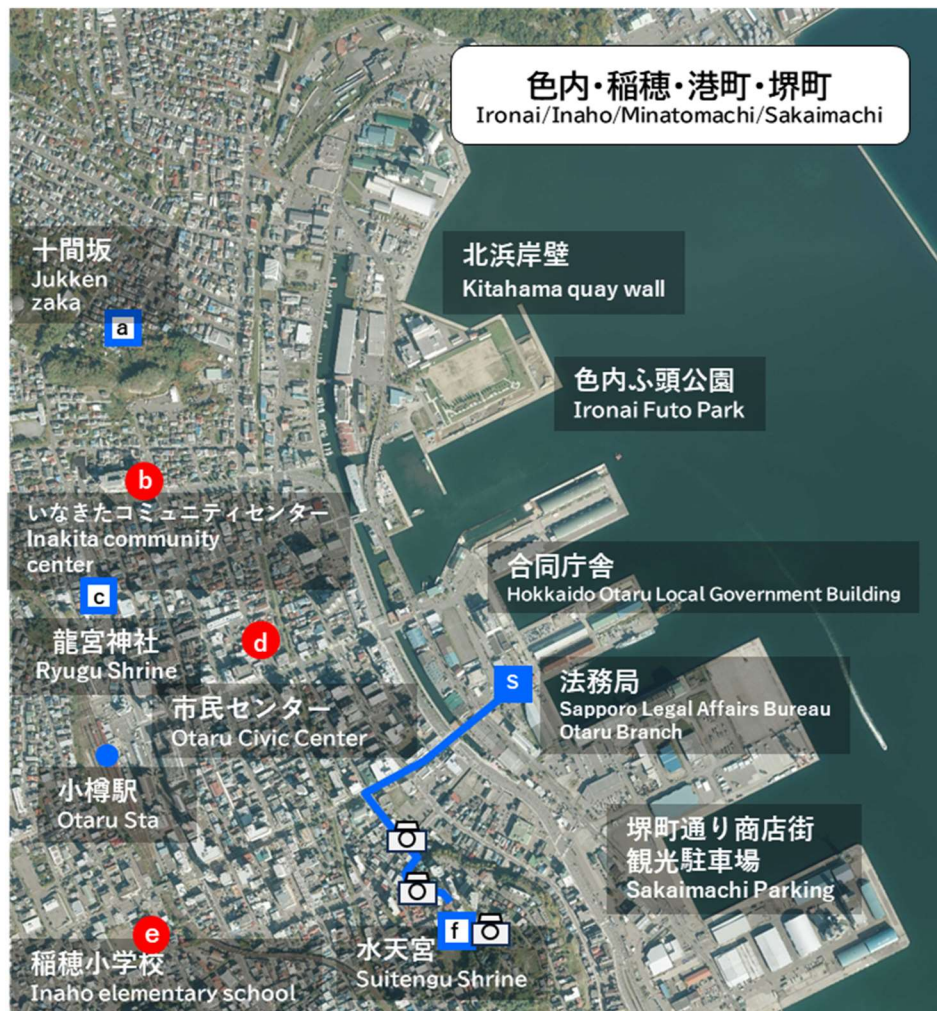 色内・稲穂・港町・堺町
Ironai/Inaho/Minatomachi/Sakaimachi
十間坂
Jukken
zaka
a
北浜岸壁
Kitahama quay wall
色内ふ頭公園
Ironai Futo Park
b
いなきたコミュニティセンター
Inakita community
center
合同庁舎
Hokkaido Otaru Local Government Building
c
龍宮神社
Ryugu Shrine
d
S
法務局
Sapporo Legal Affairs Bureau
Otaru Branch
市民センター
Otaru Civic Center
小樽駅
Otaru Sta
堺町通り商店街
観光駐車場
Sakaimachi Parking
e
稲穂小学校
Inaho elementary school
f
水天宮
Suitengu Shrine